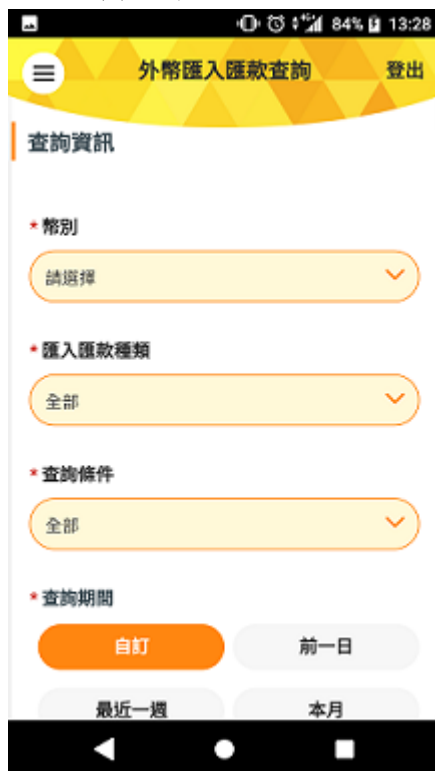 84% 13:28
外幣匯入匯款查詢 登出
查詢資訊
*幣別
請選擇
*匯入匯款種類
全部
*查詢條件
全部
*查詢期間
自訂 前一日
最近一週 本月